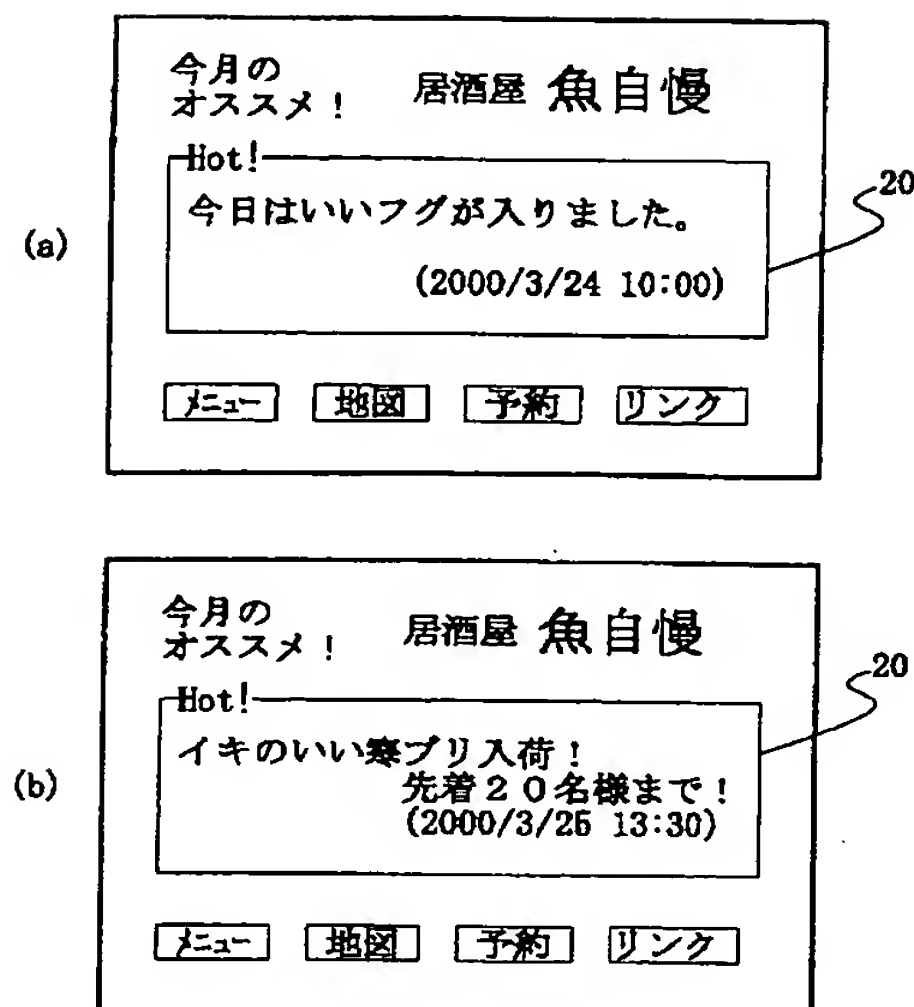 (a)
今月の
オススメ！
居酒屋 魚自慢
Hot!
今日はいいフグが入りました。
(2000/3/24 10:00)
20
メニュー 地図 予約 リンク
(b)
今月の
オススメ！
居酒屋 魚自慢
Hot!
イキのいい寒ブリ入荷！
先着２０名様まで！
(2000/3/25 13:30)
20
メニュー 地図 予約 リンク